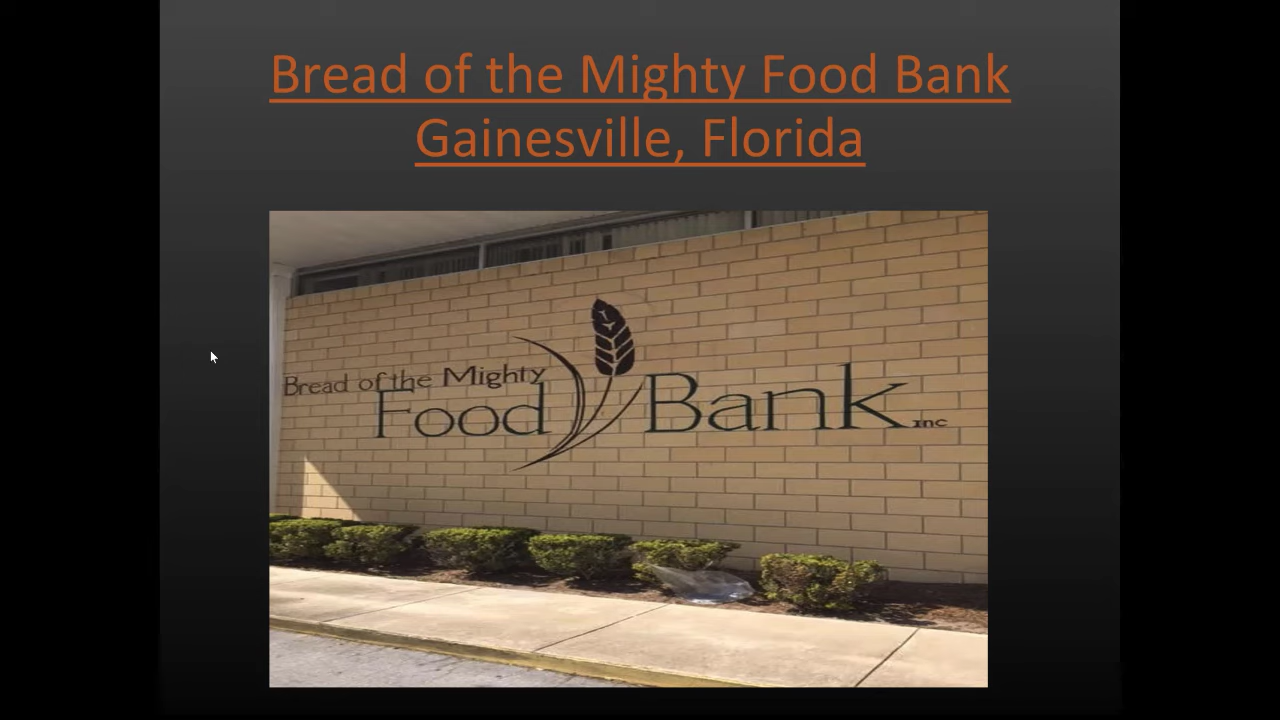 Bread of the Mighty Food Bank
Gainesville, Florida
Bread of the Mighty
Food Bank Inc